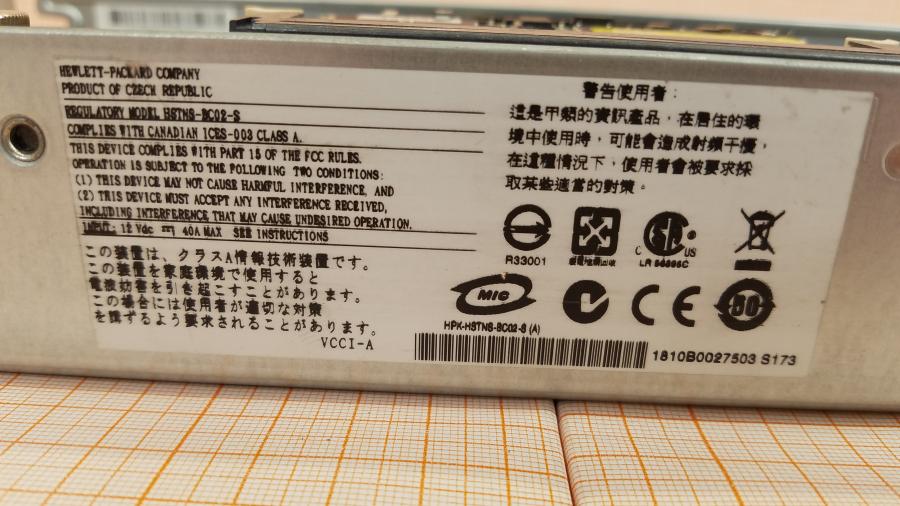 HEWLETT-PACKARD COMPANY
PRODUCT OF CZECH REPUBLIC
REGULATORY MODEL HSTNS-BC02-S
COMPLIES WITH CANADIAN ICES-003 CLASS A.
THIS DEVICE COMPLIES WITH PART 15 OF THE FCC RULES.
OPERATION IS SUBJECT TO THE FOLLOWING TWO CONDITIONS:
(1) THIS DEVICE MAY NOT CAUSE HARMFUL INTERFERENCE, AND
(2) THIS DEVICE MUST ACCEPT ANY INTERFERENCE RECEIVED,
INCLUDING INTERFERENCE THAT MAY CAUSE UNDESIRED OPERATION.
INPUT: 12 Vdc 40A MAX SEE INSTRUCTIONS
この装置は、クラスA情報技術装置です。
この装置を家庭環境で使用すると
電波妨害を引き起こすことがあります。
この場合には使用者が適切な対策
を講ずるよう要求されることがあります。
VCCI-A
警告使用者：
這是甲類的資訊產品，在居住的環
境中使用時，可能會造成射頻干擾，
在這種情況下，使用者會被要求採
取某些適當的對策。
R33001
C US
LR
MIC
CE
HPK-HSTNS-BC02-S (A)
1810B0027503 S173